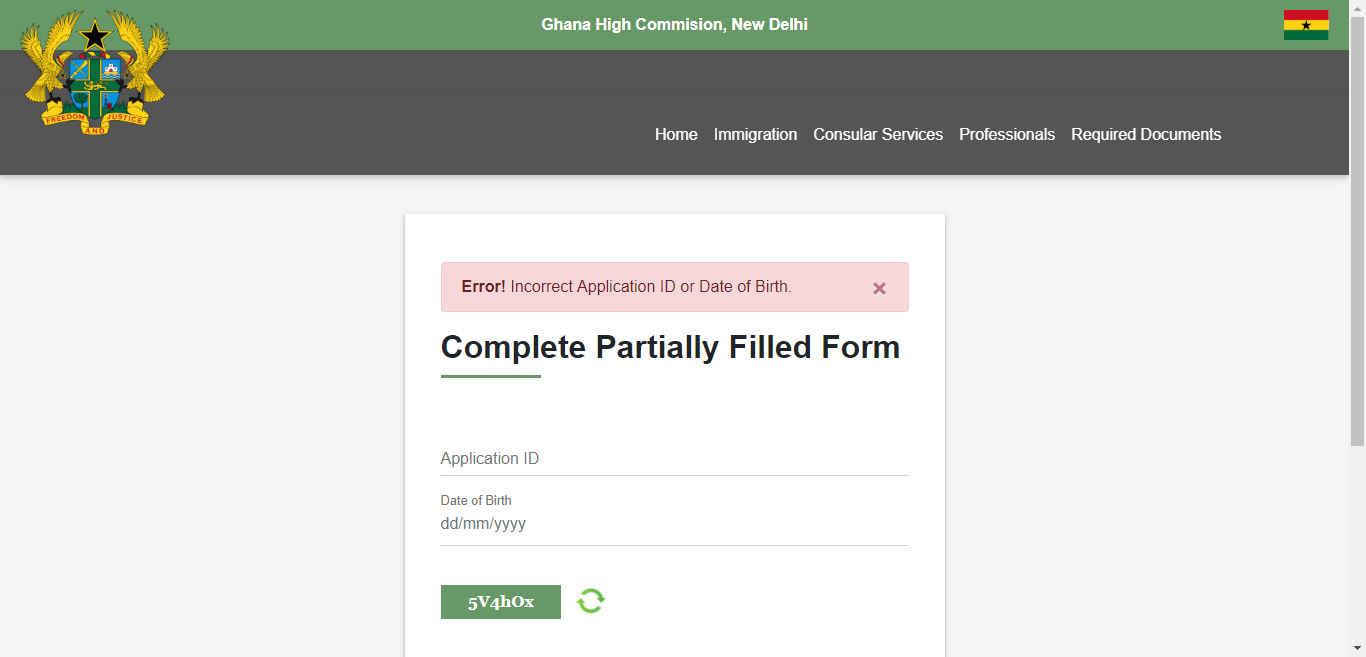 Ghana High Commision, New Delhi
FREEDOM AND JUSTICE
Home Immigration Consular Services Professionals Required Documents
Error! Incorrect Application ID or Date of Birth. ×
Complete Partially Filled Form
Application ID
Date of Birth
dd/mm/yyyy
5V4hOx